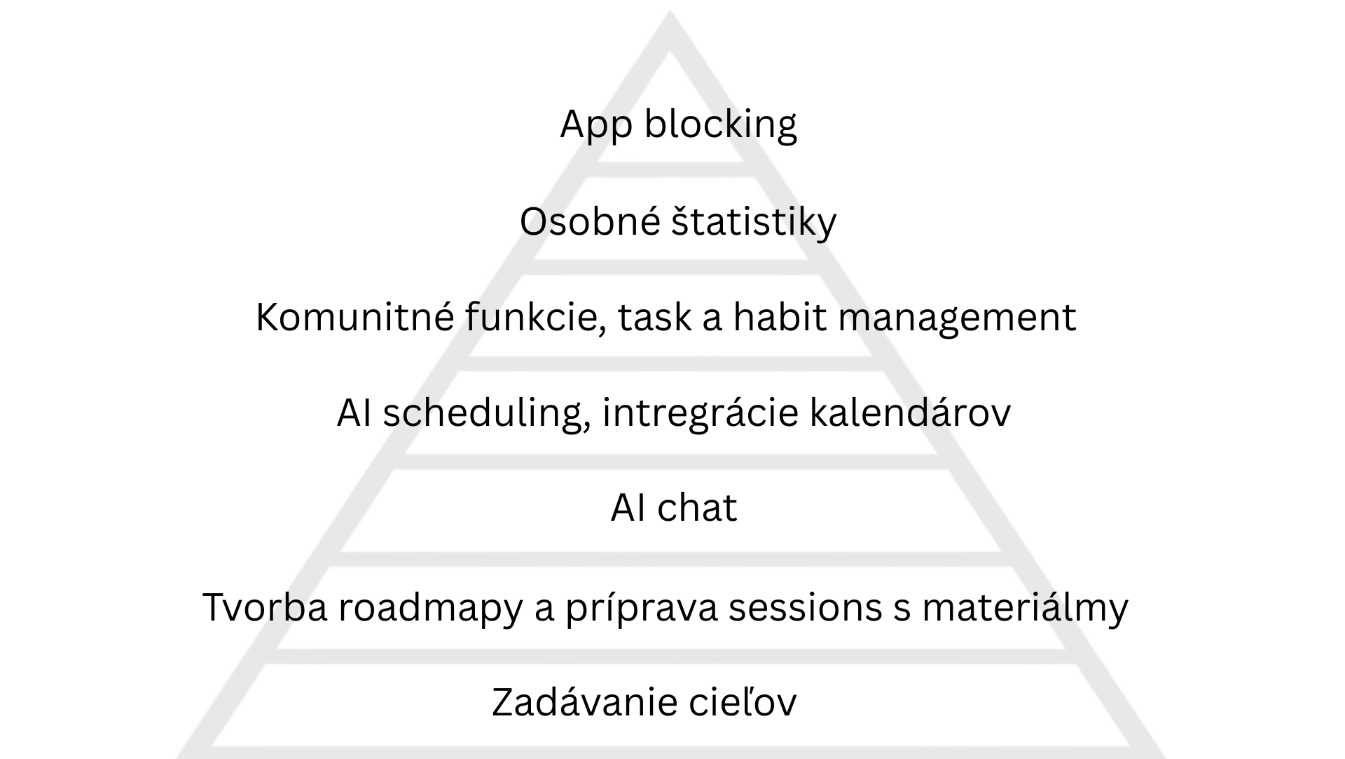 App blocking
Osobné štatistiky
Komunitné funkcie, task a habit management
AI scheduling, intregrácie kalendárov
AI chat
Tvorba roadmapy a príprava sessions s materiálmy
Zadávanie cieľov